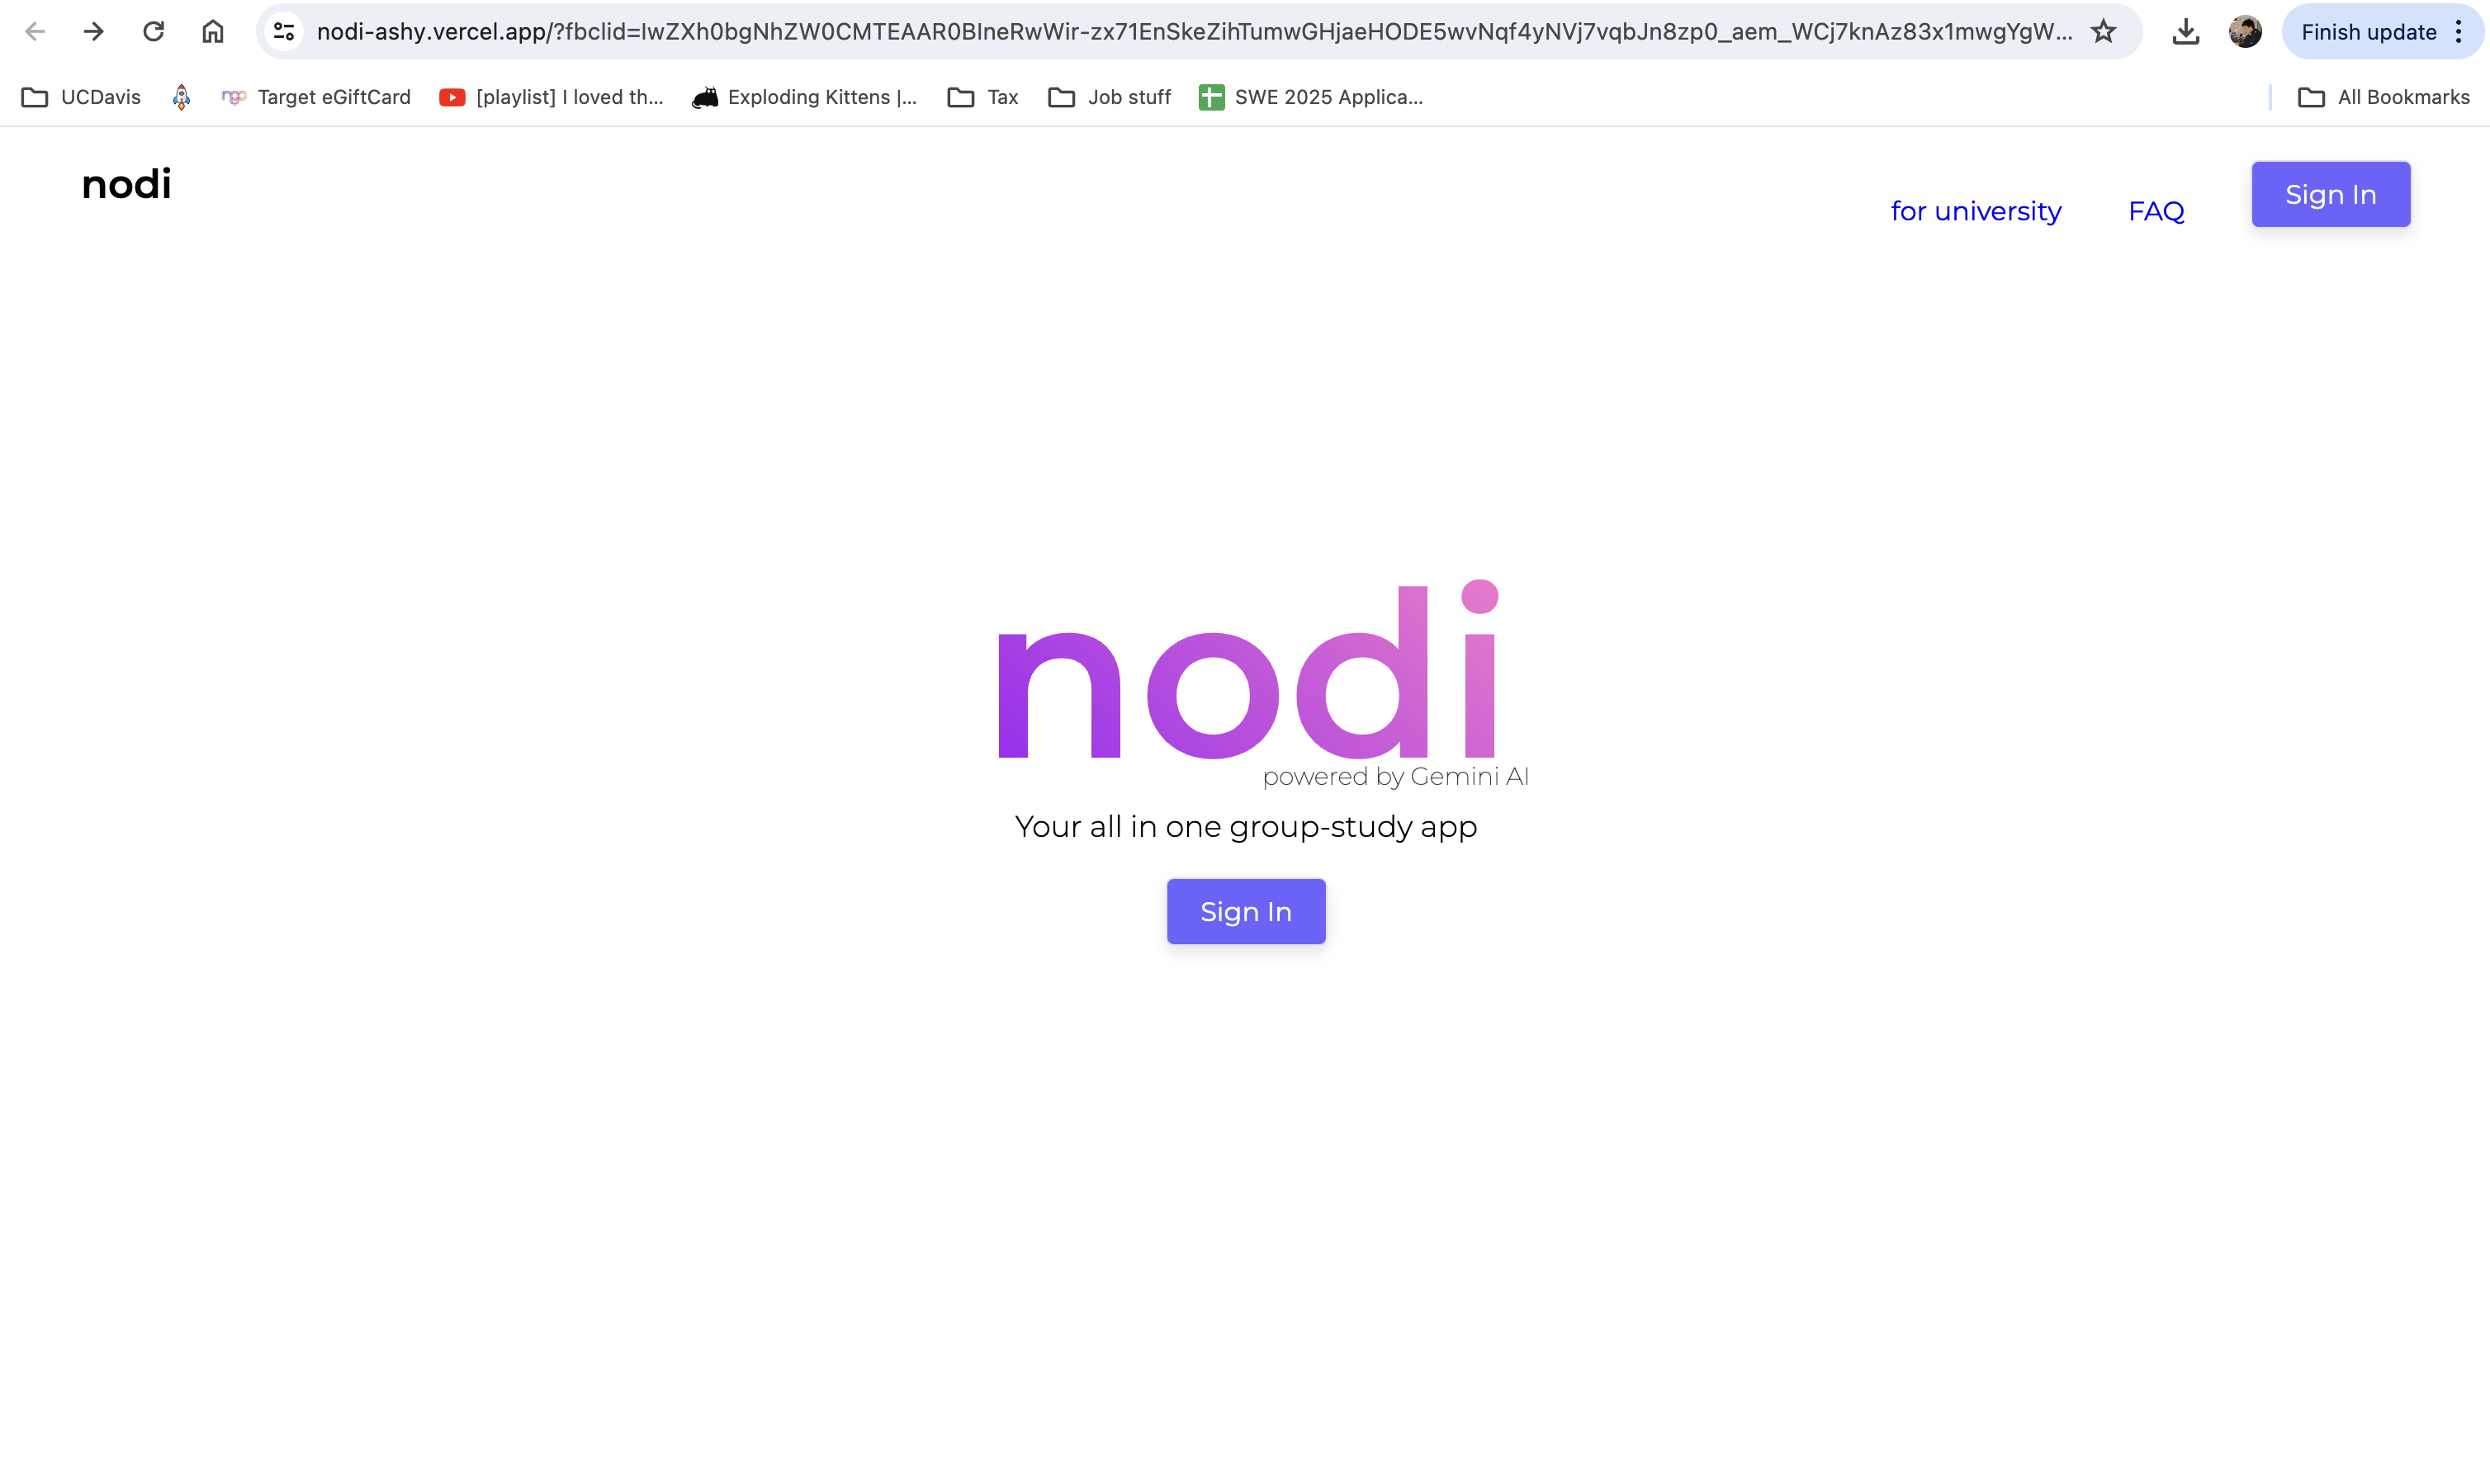 nodi-ashy.vercel.app/?fbclid=IwZXh0bgNhZW0CMTEAAR0BIneRwWir-zx71EnSkeZihTumwGHjaeHODE5wvNqf4yNVj7vqbJn8zp0_aem_WCj7knAz83x1mwgYgW... Finish update
UCDavis Target eGiftCard [playlist] I loved th... Exploding Kittens |... Tax Job stuff SWE 2025 Applica... All Bookmarks
nodi for university FAQ Sign In
nodi
powered by Gemini AI
Your all in one group-study app
Sign In